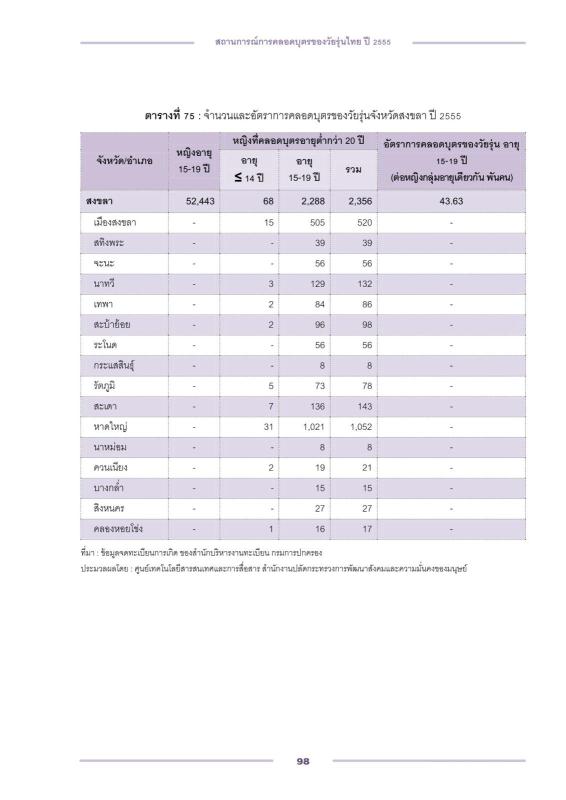 สถานการณ์การคลอดบุตรของวัยรุ่นไทย ปี 2555
ตารางที่ 75 : จำนวนและอัตราการคลอดบุตรของวัยรุ่นจังหวัดสงขลา ปี 2555
จังหวัด/อำเภอ หญิงอายุ 15-19 ปี หญิงที่คลอดบุตรอายุต่ำกว่า 20 ปี อัตราการคลอดบุตรของวัยรุ่น อายุ 15-19 ปี (ต่อหญิงกลุ่มอายุเดียวกัน พันคน)
อายุ ≤ 14 ปี อายุ 15-19 ปี รวม
สงขลา 52,443 68 2,288 2,356 43.63
เมืองสงขลา - 15 505 520 -
สทิงพระ - - 39 39 -
จะนะ - - 56 56 -
นาทวี - 3 129 132 -
เทพา - 2 84 86 -
สะบ้าย้อย - 2 96 98 -
ระโนด - - 56 56 -
กระแสสินธุ์ - - 8 8 -
รัตภูมิ - 5 73 78 -
สะเดา - 7 136 143 -
หาดใหญ่ - 31 1,021 1,052 -
นาหม่อม - - 8 8 -
ควนเนียง - 2 19 21 -
บางกล่ำ - - 15 15 -
สิงหนคร - - 27 27 -
คลองหอยโข่ง - 1 16 17 -
ที่มา : ข้อมูลจดทะเบียนการเกิด ของสำนักบริหารงานทะเบียน กรมการปกครอง
ประมวลผลโดย : ศูนย์เทคโนโลยีสารสนเทศและการสื่อสาร สำนักงานปลัดกระทรวงการพัฒนาสังคมและความมั่นคงของมนุษย์
98